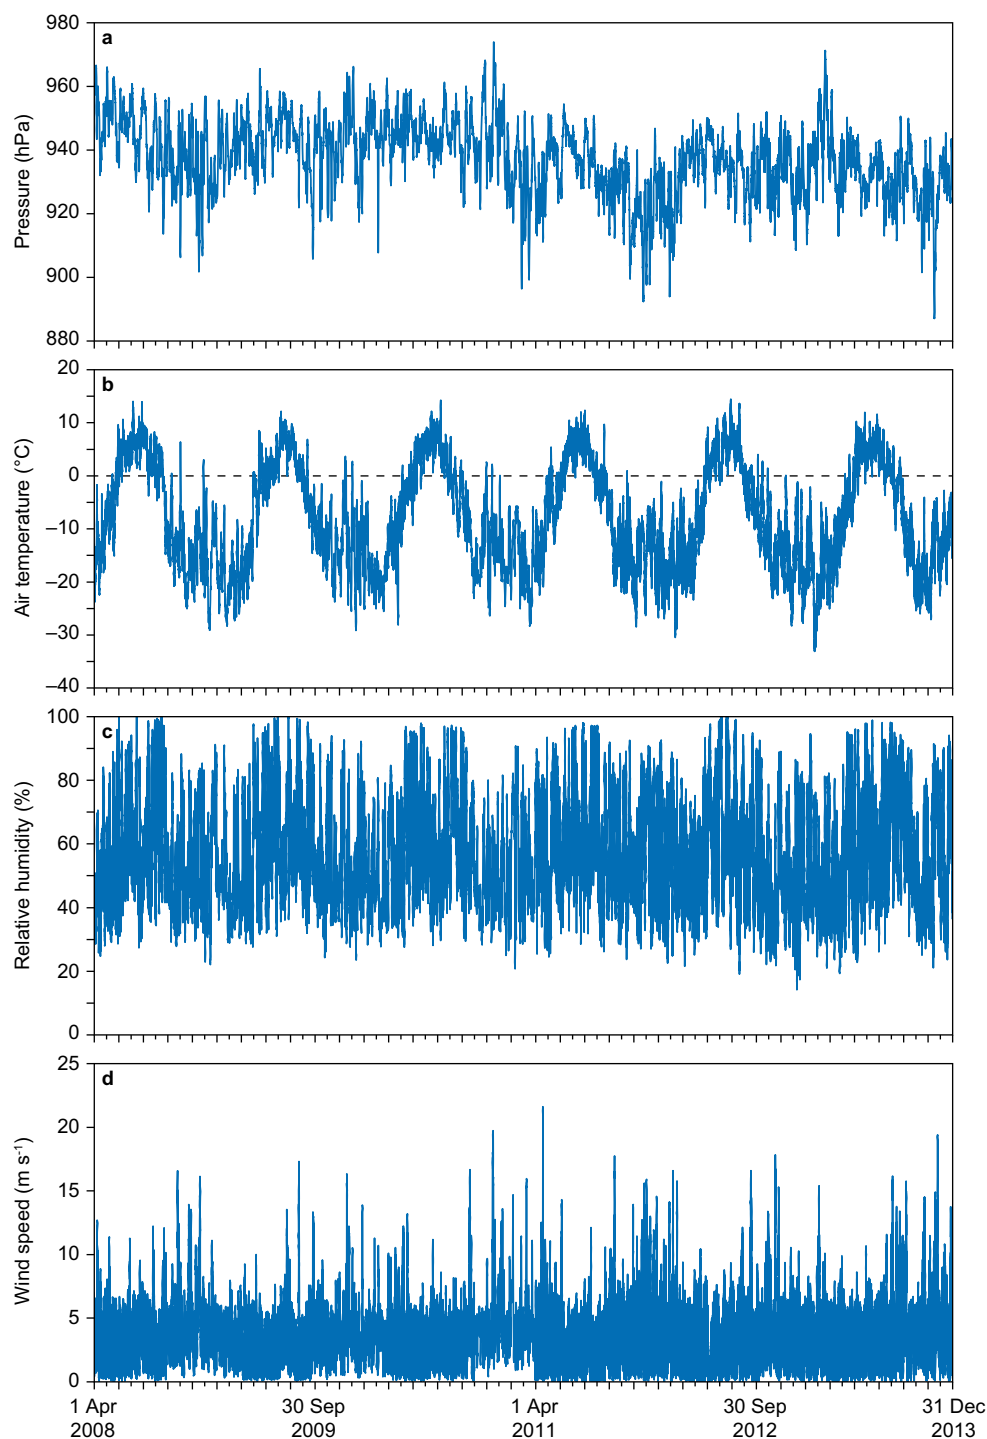 a
Pressure (hPa)
980
960
940
920
900
880
b
Air temperature (°C)
20
10
0
–10
–20
–30
–40
c
Relative humidity (%)
100
80
60
40
20
0
d
Wind speed (m s-1)
25
20
15
10
5
0
1 Apr 30 Sep 1 Apr 30 Sep 31 Dec
2008 2009 2011 2012 2013